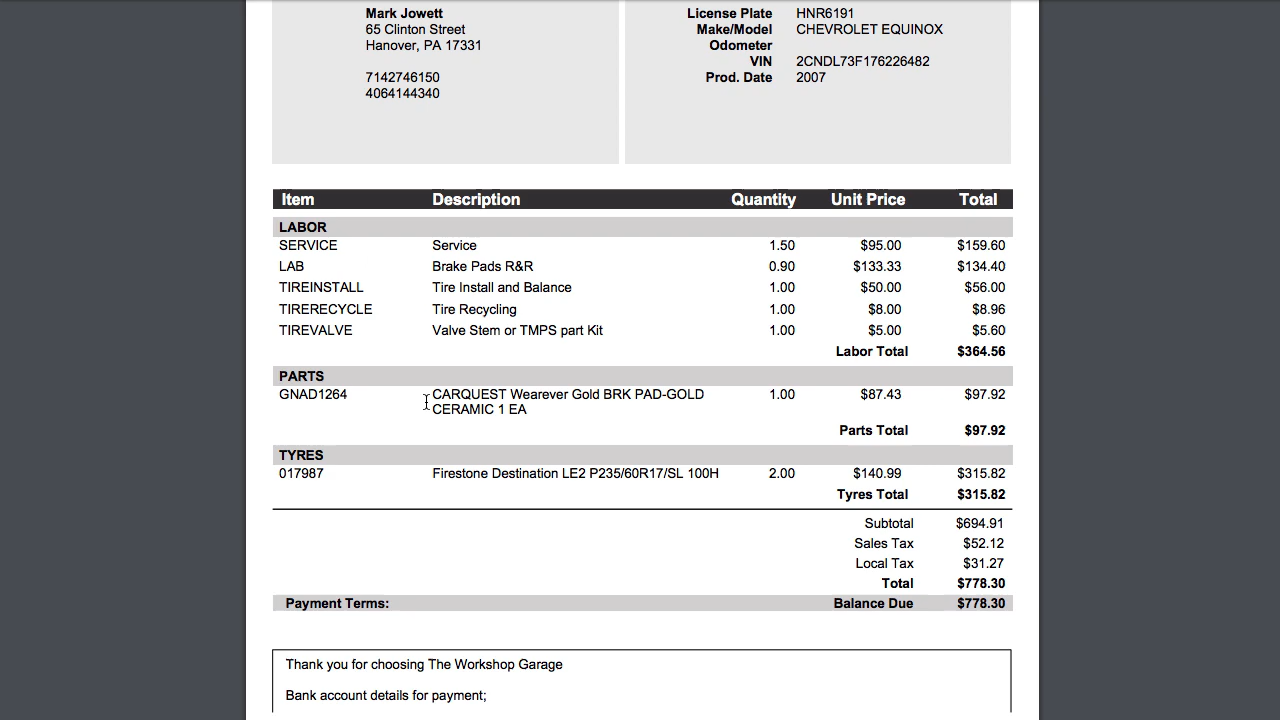 Mark Jowett
65 Clinton Street
Hanover, PA 17331
7142746150
4064144340
License Plate HNR6191
Make/Model CHEVROLET EQUINOX
Odometer
VIN 2CNDL73F176226482
Prod. Date 2007
Item Description Quantity Unit Price Total
LABOR
SERVICE Service 1.50 $95.00 $159.60
LAB Brake Pads R&R 0.90 $133.33 $134.40
TIREINSTALL Tire Install and Balance 1.00 $50.00 $56.00
TIRERECYCLE Tire Recycling 1.00 $8.00 $8.96
TIREVALVE Valve Stem or TMPS part Kit 1.00 $5.00 $5.60
Labor Total $364.56
PARTS
GNAD1264 CARQUEST Wearever Gold BRK PAD-GOLD 1.00 $87.43 $97.92
CERAMIC 1 EA
Parts Total $97.92
TYRES
017987 Firestone Destination LE2 P235/60R17/SL 100H 2.00 $140.99 $315.82
Tyres Total $315.82
Subtotal $694.91
Sales Tax $52.12
Local Tax $31.27
Total $778.30
Payment Terms: Balance Due $778.30
Thank you for choosing The Workshop Garage
Bank account details for payment;